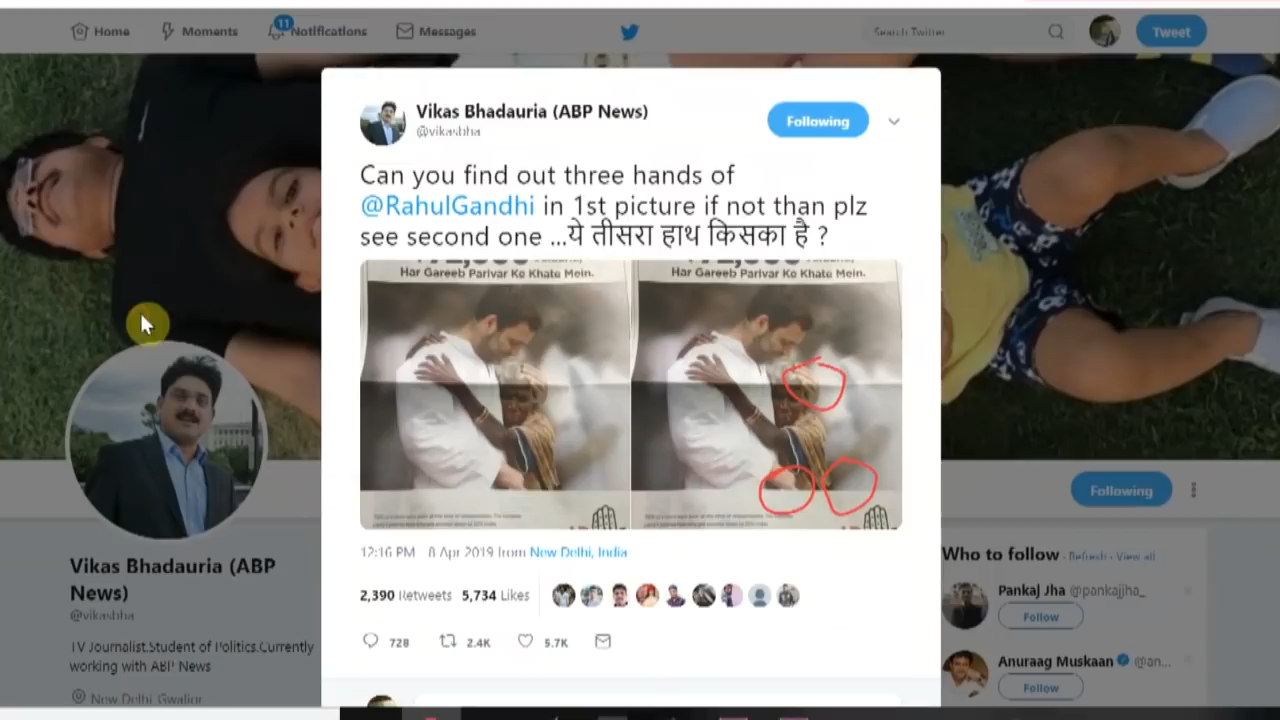 Home
Moments
11
Notifications
Messages
Search Twitter
Tweet
Vikas Bhadauria (ABP News)
@vikasbha
Following
Can you find out three hands of
@RahulGandhi in 1st picture if not than plz
see second one ...ये तीसरा हाथ किसका है ?
Har Gareeb Parivar Ke Khate Mein.
Har Gareeb Parivar Ke Khate Mein.
12:16 PM 8 Apr 2019 from New Delhi, India
2,390 Retweets 5,734 Likes
728
2.4K
5.7K
Vikas Bhadauria (ABP
News)
@vikasbha
TV Journalist.Student of Politics.Currently
working with ABP News
New Delhi, Gwalior
Following
Who to follow · Refresh · View all
Pankaj Jha @pankajjha_
Follow
Anuraag Muskaan @an...
Follow